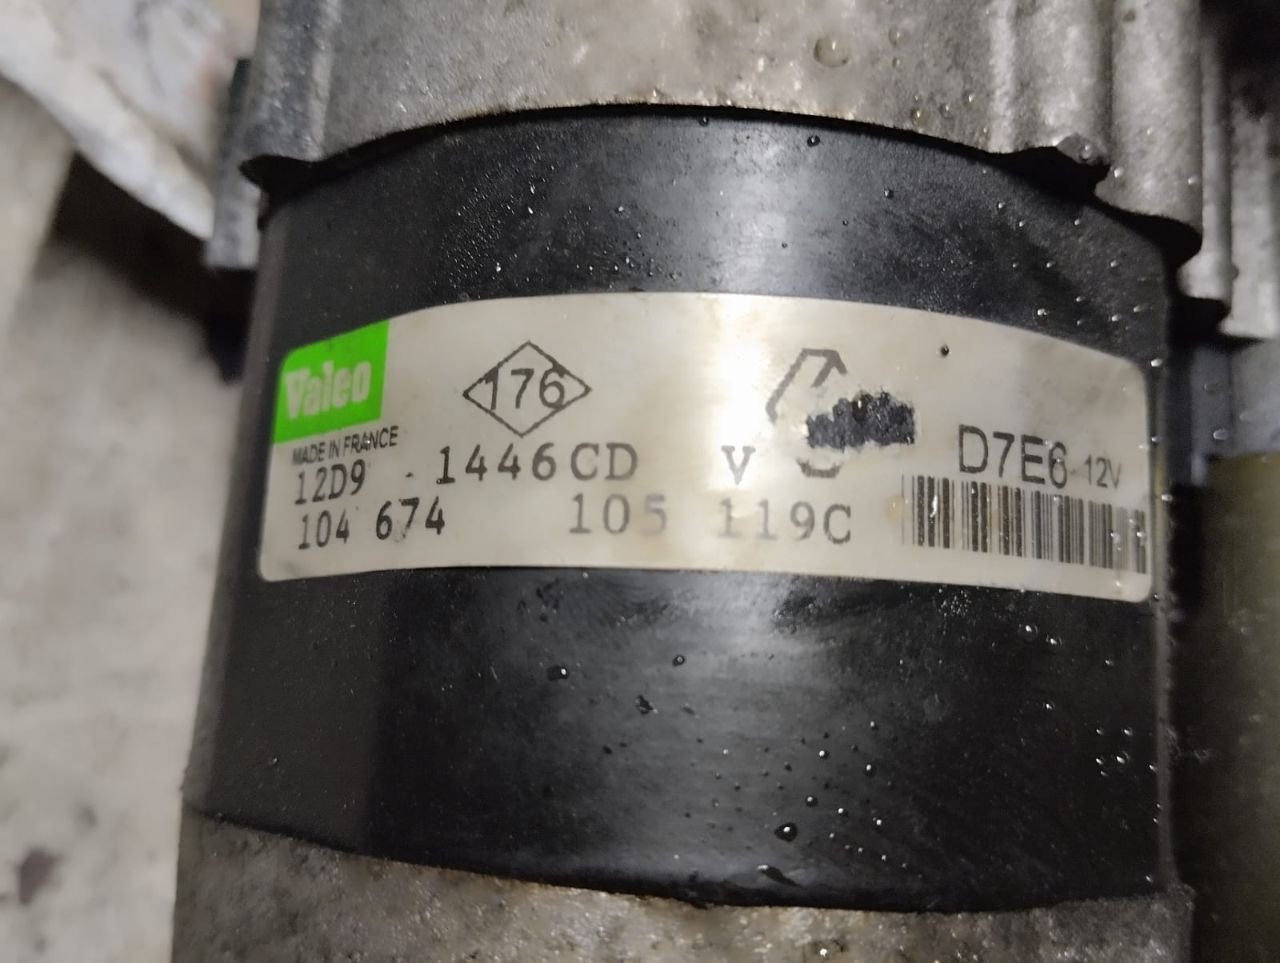 Valeo
176
MADE IN FRANCE
12D9 - 1446CD V
D7E6 12V
104 674 105 119C